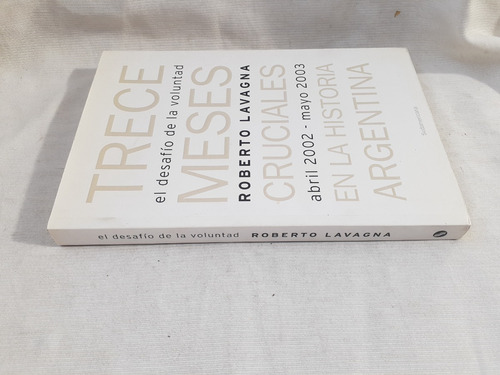 TRECE
el desafío de la voluntad
MESES
ROBERTO LAVAGNA
CRUCIALES
abril 2002 - mayo 2003
EN LA HISTORIA
ARGENTINA
Sudamericana
el desafío de la voluntad ROBERTO LAVAGNA